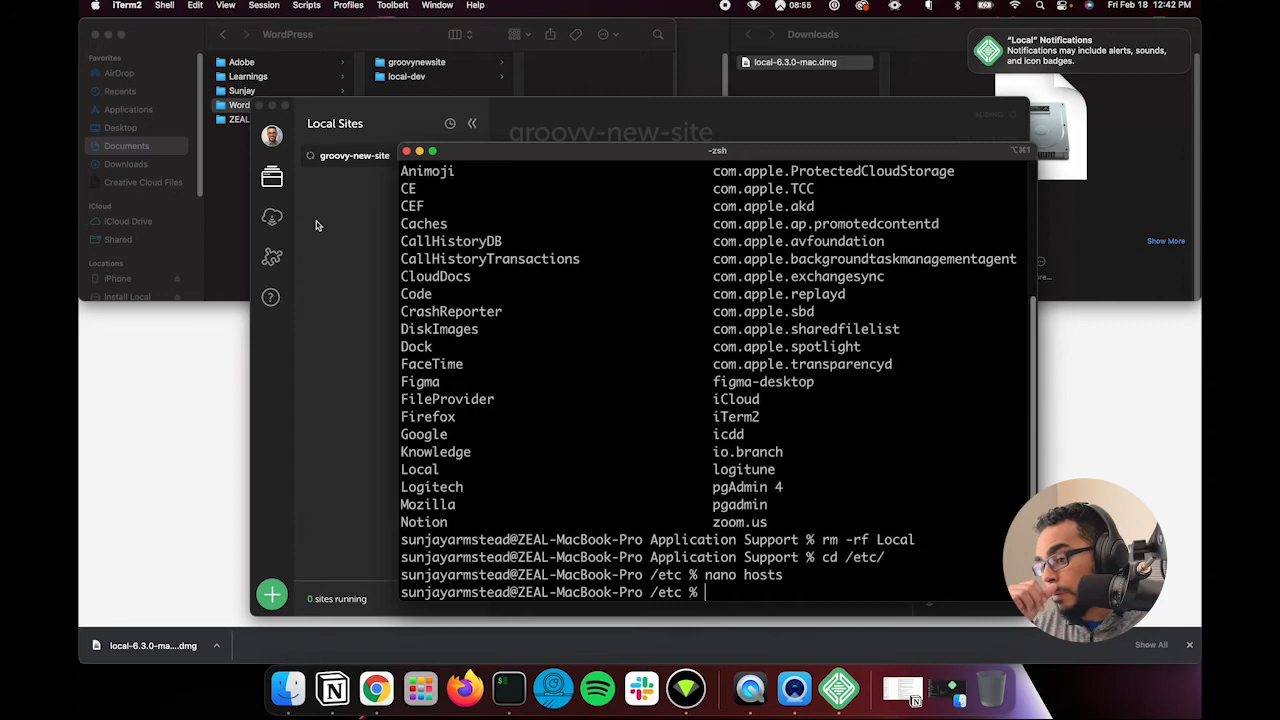 iTerm2 Shell Edit View Session Scripts Profiles Toolbelt Window Help 08:55 Fri Feb 18 12:42 PM
WordPress
Downloads
"Local" Notifications
Notifications may include alerts, sounds,
and icon badges.
Favorites
AirDrop
Recents
Applications
Desktop
Documents
Downloads
Creative Cloud Files
iCloud
iCloud Drive
Shared
Locations
iPhone
Install Local
Adobe
Learnings
Sunjay
Word
ZEAL
groovynewsite
local-dev
local-6.3.0-mac.dmg
Show More
Local Sites
groovy-new-site
groovy-new-site
0 sites running
-zsh
⌥⌘1
Animoji com.apple.ProtectedCloudStorage
CE com.apple.TCC
CEF com.apple.akd
Caches com.apple.ap.promotedcontentd
CallHistoryDB com.apple.avfoundation
CallHistoryTransactions com.apple.backgroundtaskmanagementagent
CloudDocs com.apple.exchangesync
Code com.apple.replayd
CrashReporter com.apple.sbd
DiskImages com.apple.sharedfilelist
Dock com.apple.spotlight
FaceTime com.apple.transparencyd
Figma figma-desktop
FileProvider iCloud
Firefox iTerm2
Google icdd
Knowledge io.branch
Local logitune
Logitech pgAdmin 4
Mozilla pgadmin
Notion zoom.us
sunjayarmstead@ZEAL-MacBook-Pro Application Support % rm -rf Local
sunjayarmstead@ZEAL-MacBook-Pro Application Support % cd /etc/
sunjayarmstead@ZEAL-MacBook-Pro /etc % nano hosts
sunjayarmstead@ZEAL-MacBook-Pro /etc %
local-6.3.0-ma....dmg
Show All